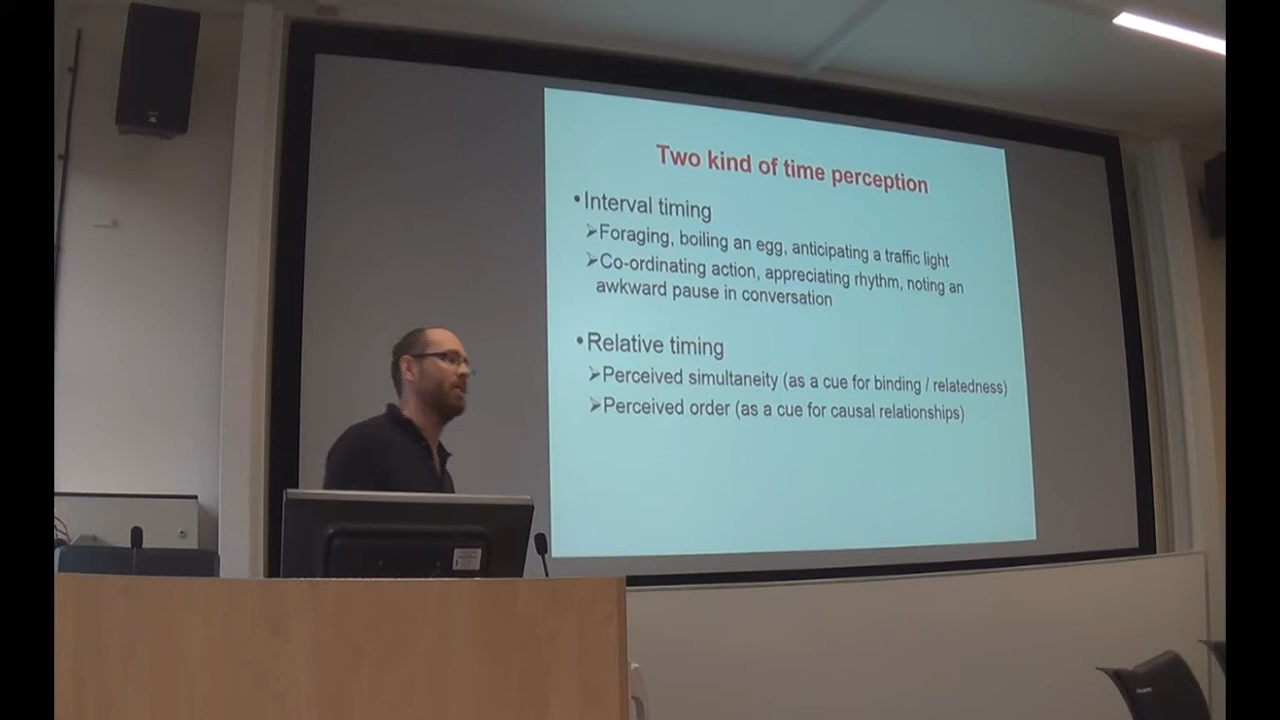 Two kind of time perception
•Interval timing
➢Foraging, boiling an egg, anticipating a traffic light
➢Co-ordinating action, appreciating rhythm, noting an
awkward pause in conversation
•Relative timing
➢Perceived simultaneity (as a cue for binding / relatedness)
➢Perceived order (as a cue for causal relationships)